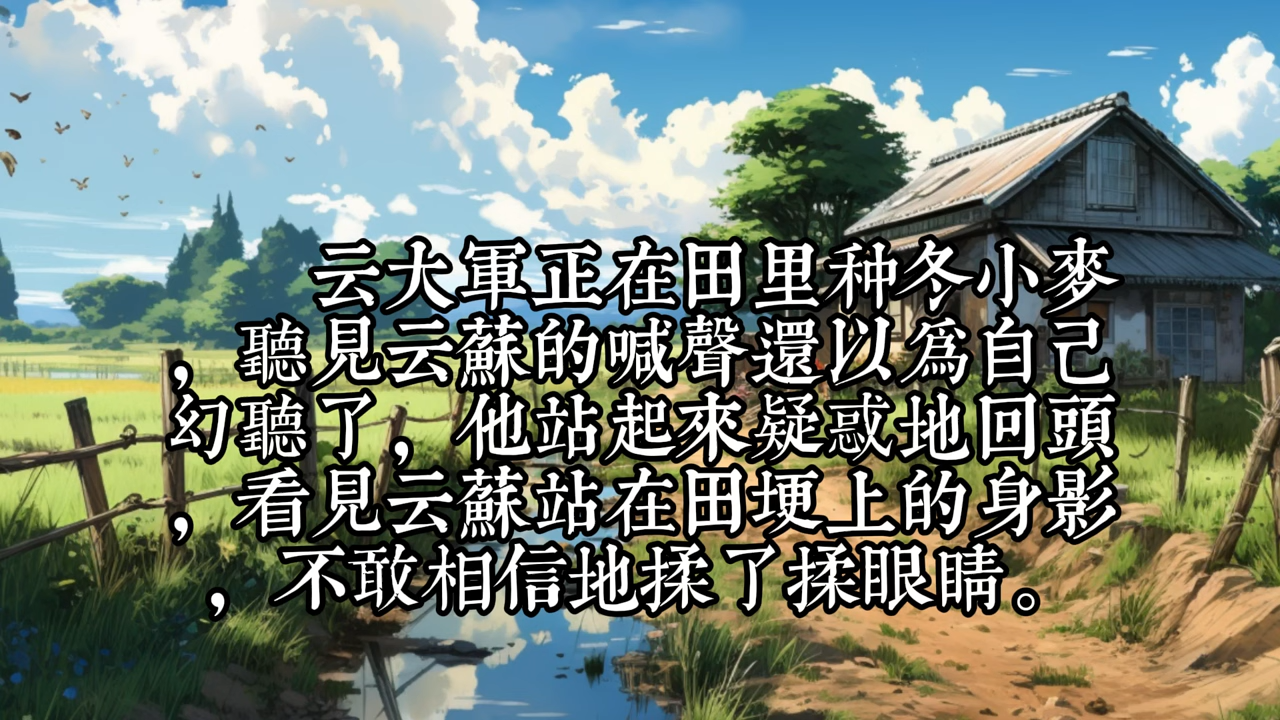 云大軍正在田里种冬小麥
，聽見云蘇的喊聲還以爲自己
幻聽了，他站起來疑惑地回頭
，看見云蘇站在田埂上的身影
，不敢相信地揉了揉眼睛。